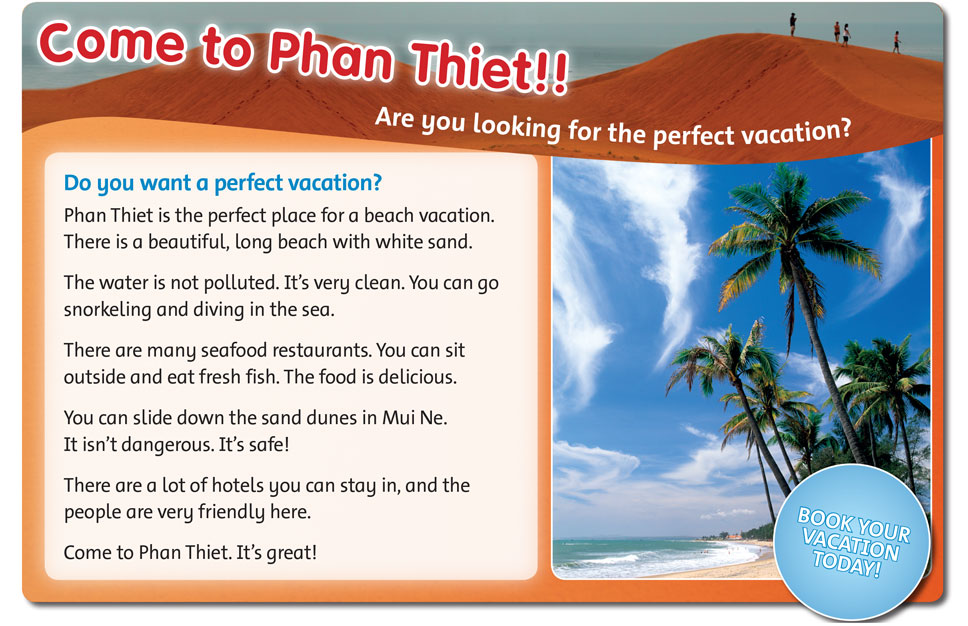 Come to Phan Thiet!!
Are you looking for the perfect vacation?
Do you want a perfect vacation?
Phan Thiet is the perfect place for a beach vacation.
There is a beautiful, long beach with white sand.
The water is not polluted. It's very clean. You can go
snorkeling and diving in the sea.
There are many seafood restaurants. You can sit
outside and eat fresh fish. The food is delicious.
You can slide down the sand dunes in Mui Ne.
It isn't dangerous. It's safe!
There are a lot of hotels you can stay in, and the
people are very friendly here.
Come to Phan Thiet. It's great!
BOOK YOUR
VACATION
TODAY!